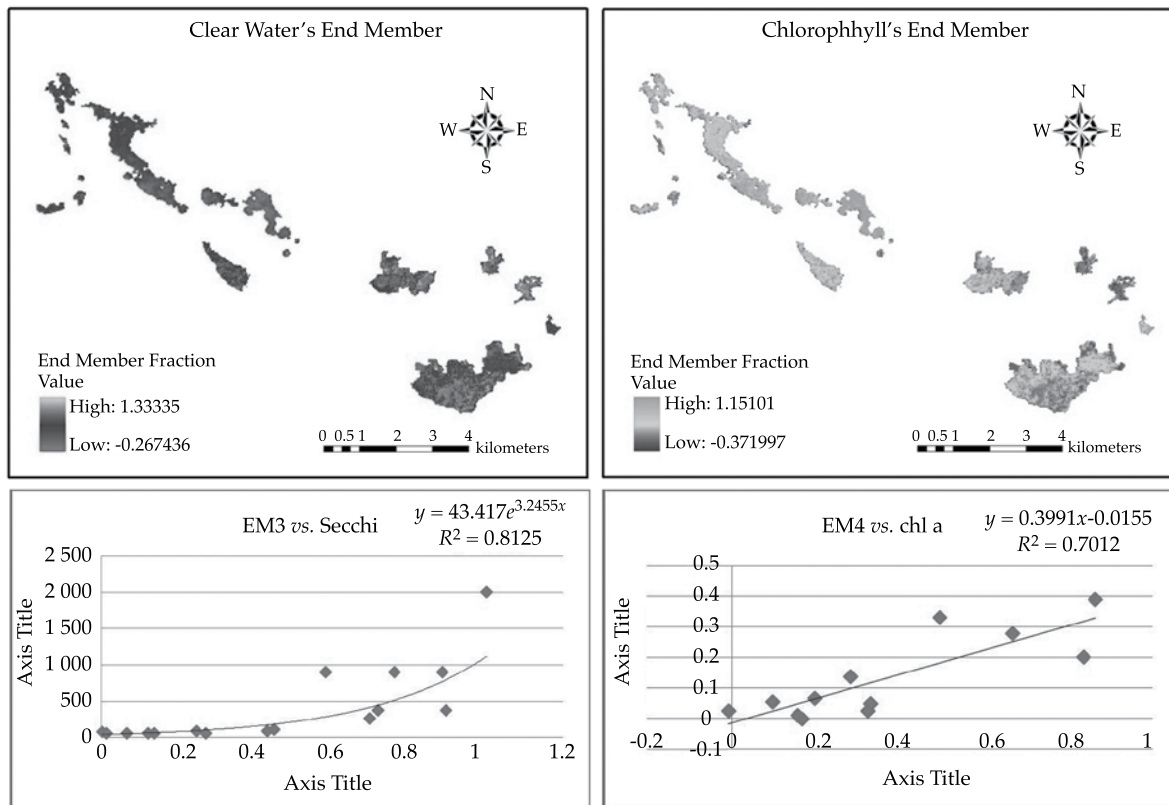 Clear Water's End Member
N
W E
S
End Member Fraction
Value
High: 1.33335
Low: -0.267436
0 0.51 2 3 4
kilometers
Chlorophhyll's End Member
N
W E
S
End Member Fraction
Value
High: 1.15101
Low: -0.371997
0 0.51 2 3 4
kilometers
EM3 vs. Secchi
y = 43.417e^3.2455x
R² = 0.8125
2 500
2 000
1 500
1 000
500
0
Axis Title
0 0.2 0.4 0.6 0.8 1 1.2
Axis Title
EM4 vs. chl a
y = 0.3991x-0.0155
R² = 0.7012
0.5
0.4
0.3
0.2
0.1
0
-0.1
Axis Title
-0.2 0 0.2 0.4 0.6 0.8 1
Axis Title